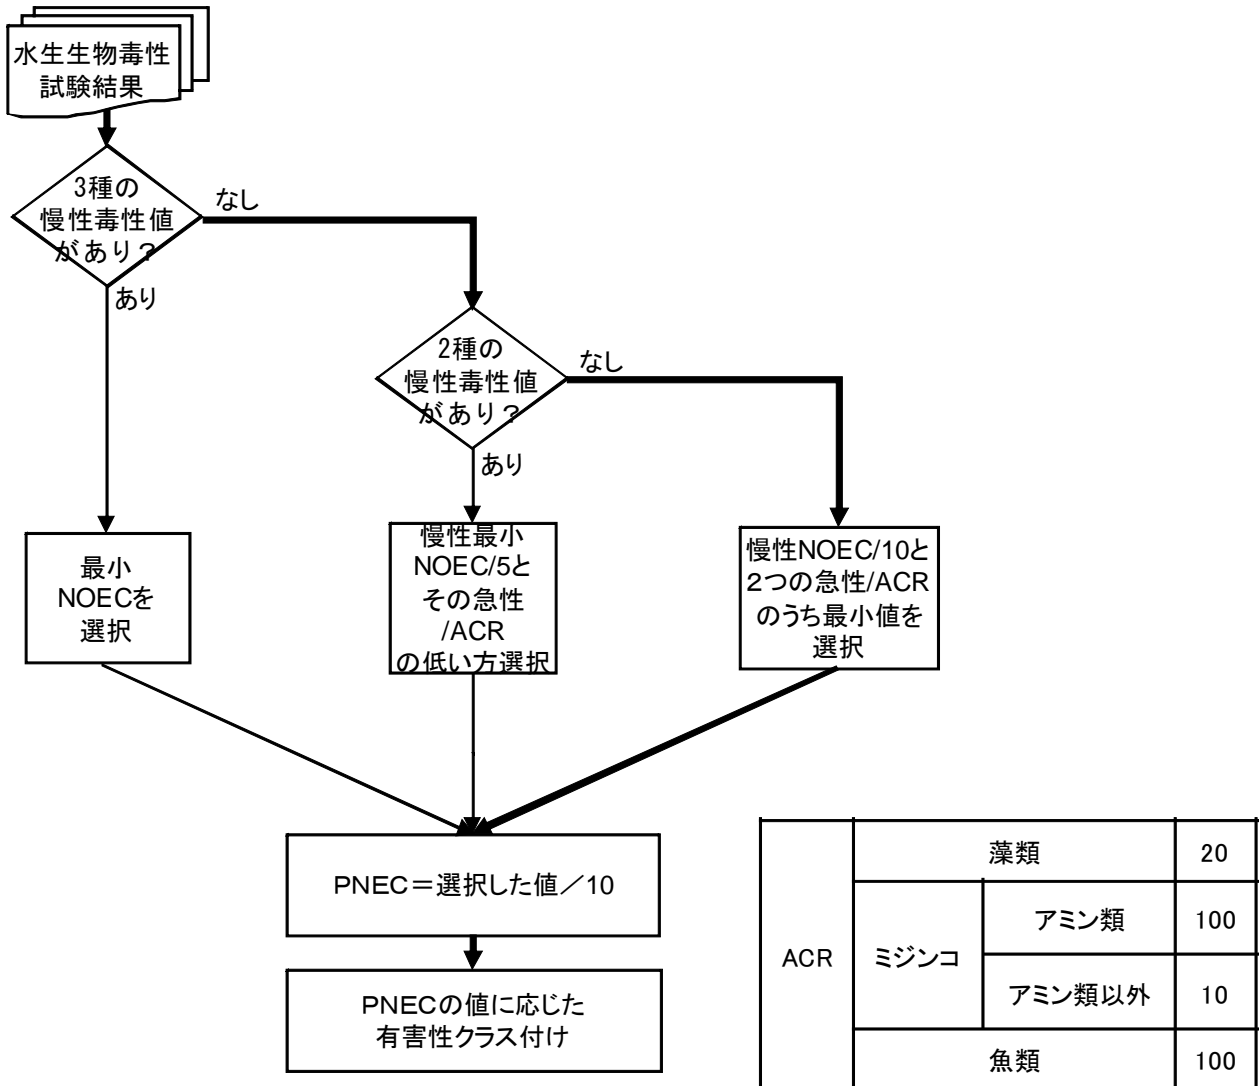 水生生物毒性
試験結果
3種の
慢性毒性値
があり？
なし
あり
2種の
慢性毒性値
があり？
なし
あり
最小
NOECを
選択
慢性最小
NOEC/5と
その急性
/ACR
の低い方選択
慢性NOEC/10と
２つの急性/ACR
のうち最小値を
選択
PNEC＝選択した値／10
PNECの値に応じた
有害性クラス付け
ACR
藻類
20
ミジンコ
アミン類
100
アミン類以外
10
魚類
100